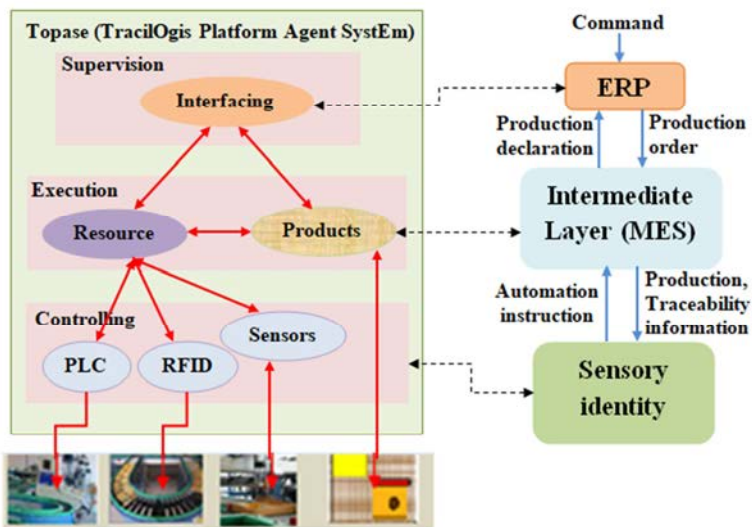 Topase (TracilOgis Platform Agent SystEm)
Supervision
Interfacing
Execution
Resource
Products
Controlling
PLC
RFID
Sensors
Command
ERP
Production
declaration
Production
order
Intermediate
Layer (MES)
Automation
instruction
Production,
Traceability
information
Sensory
identity